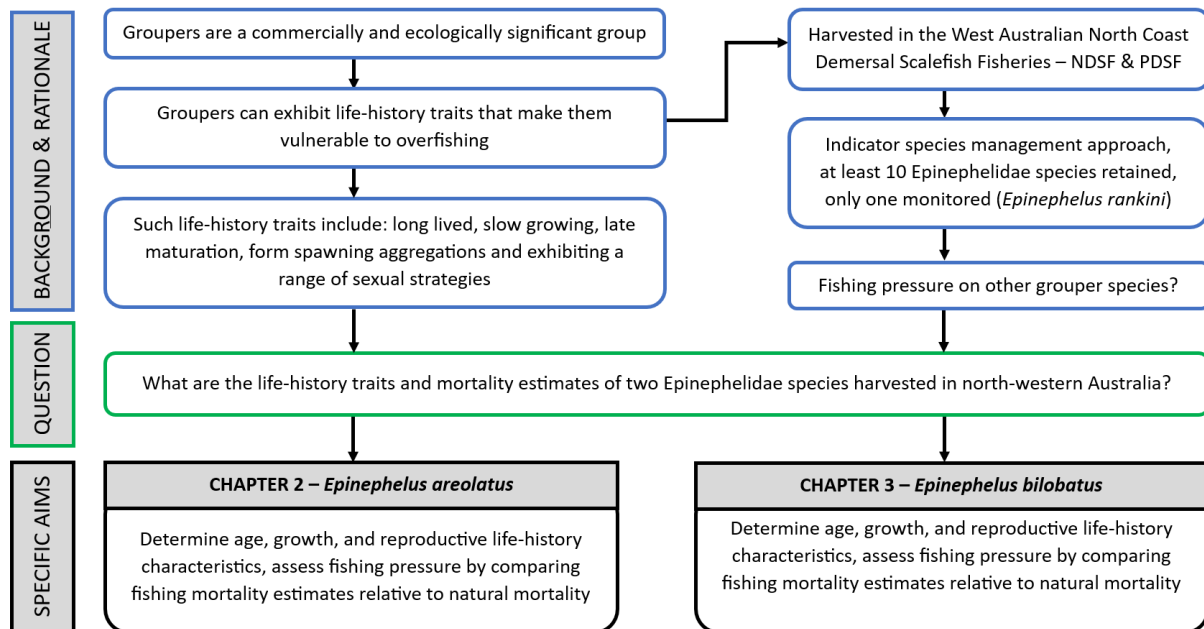 BACKGROUND & RATIONALE
Groupers are a commercially and ecologically significant group
Groupers can exhibit life-history traits that make them
vulnerable to overfishing
Such life-history traits include: long lived, slow growing, late
maturation, form spawning aggregations and exhibiting a
range of sexual strategies
Harvested in the West Australian North Coast
Demersal Scalefish Fisheries – NDSF & PDSF
Indicator species management approach,
at least 10 Epinephelidae species retained,
only one monitored (Epinephelus rankini)
Fishing pressure on other grouper species?
QUESTION
What are the life-history traits and mortality estimates of two Epinephelidae species harvested in north-western Australia?
SPECIFIC AIMS
CHAPTER 2 – Epinephelus areolatus
Determine age, growth, and reproductive life-history
characteristics, assess fishing pressure by comparing
fishing mortality estimates relative to natural mortality
CHAPTER 3 – Epinephelus bilobatus
Determine age, growth, and reproductive life-history
characteristics, assess fishing pressure by comparing
fishing mortality estimates relative to natural mortality